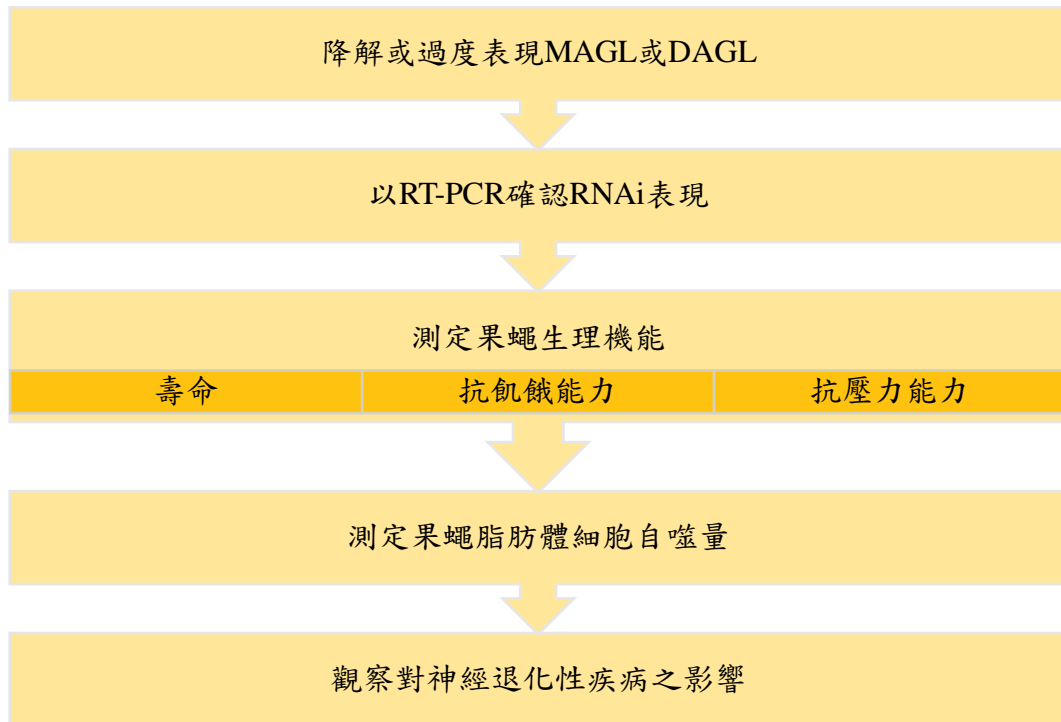 降解或過度表現MAGL或DAGL
以RT-PCR確認RNAi表現
測定果蠅生理機能
壽命
抗飢餓能力
抗壓力能力
測定果蠅脂肪體細胞自噬量
觀察對神經退化性疾病之影響